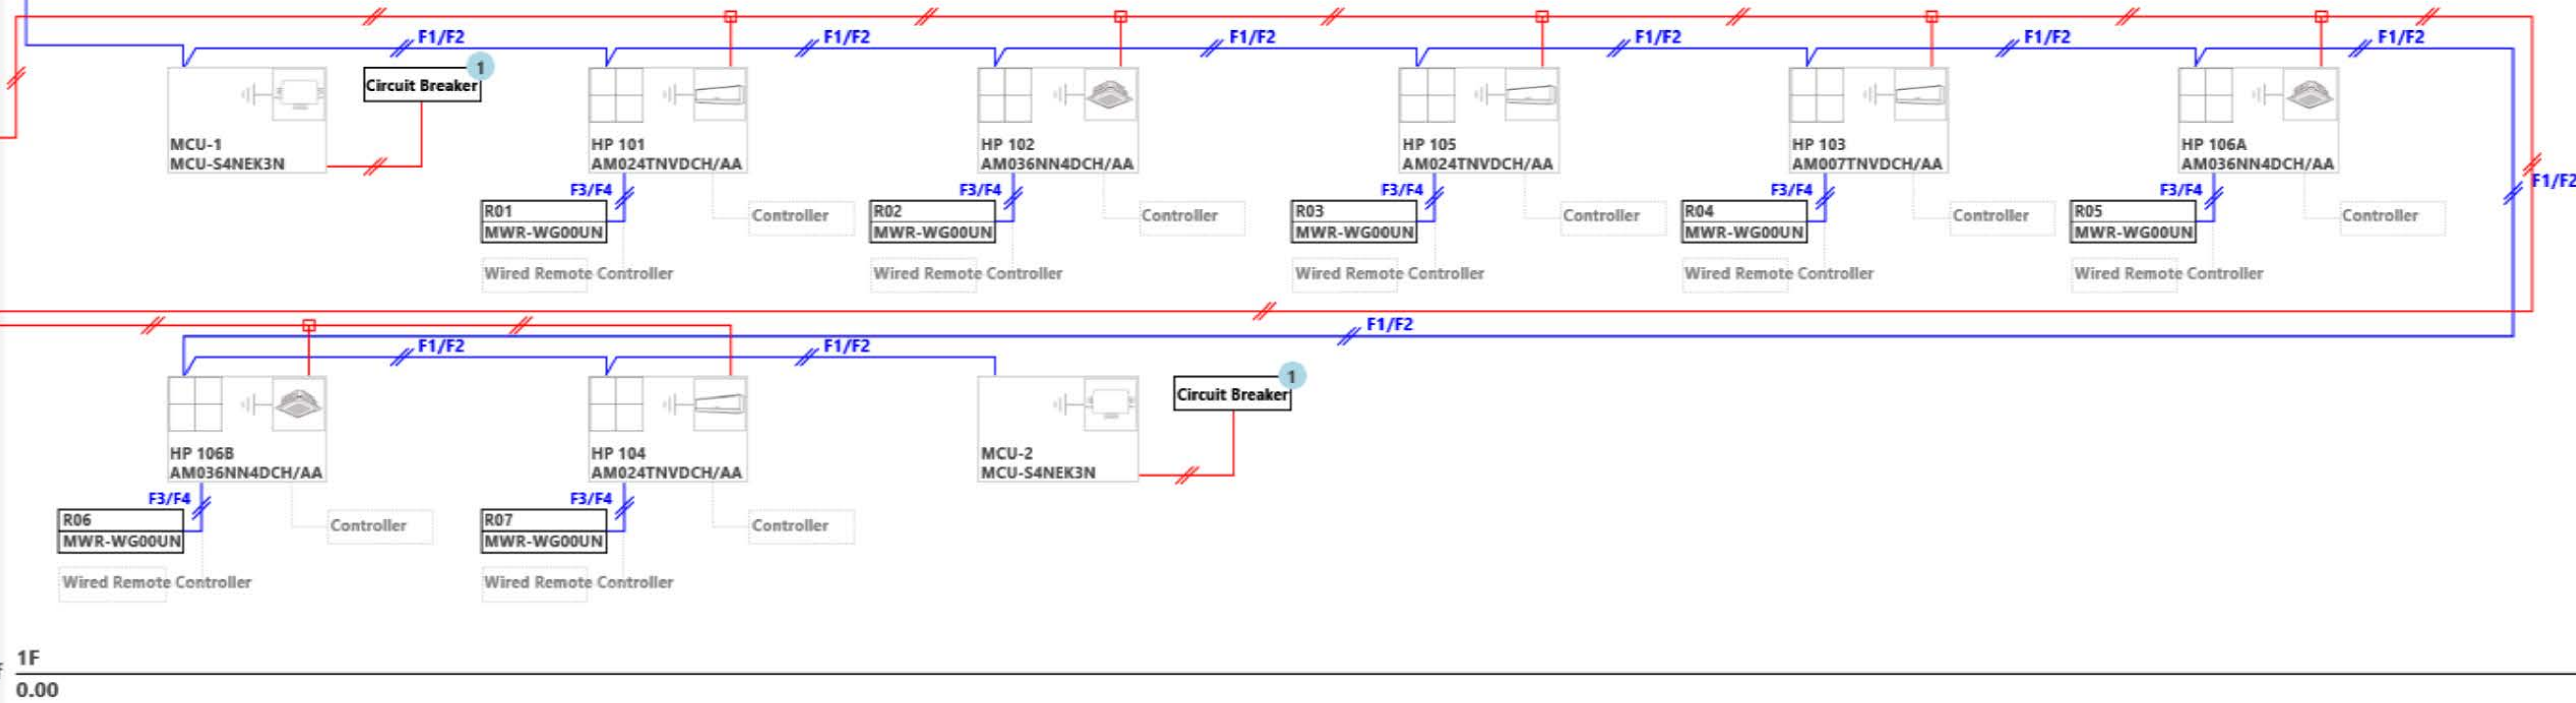 F1/F2 F1/F2 F1/F2 F1/F2 F1/F2 F1/F2
1
Circuit Breaker
MCU-1
MCU-S4NEK3N
HP 101
AM024TNVDCH/AA
HP 102
AM036NN4DCH/AA
HP 105
AM024TNVDCH/AA
HP 103
AM007TNVDCH/AA
HP 106A
AM036NN4DCH/AA
F1/F2
F3/F4
R01
MWR-WG00UN
Controller
Wired Remote Controller
F3/F4
R02
MWR-WG00UN
Controller
Wired Remote Controller
F3/F4
R03
MWR-WG00UN
Controller
Wired Remote Controller
F3/F4
R04
MWR-WG00UN
Controller
Wired Remote Controller
F3/F4
R05
MWR-WG00UN
Controller
Wired Remote Controller
F1/F2
F1/F2 F1/F2
1
Circuit Breaker
HP 106B
AM036NN4DCH/AA
HP 104
AM024TNVDCH/AA
MCU-2
MCU-S4NEK3N
F3/F4
R06
MWR-WG00UN
Controller
Wired Remote Controller
F3/F4
R07
MWR-WG00UN
Controller
Wired Remote Controller
1F
0.00